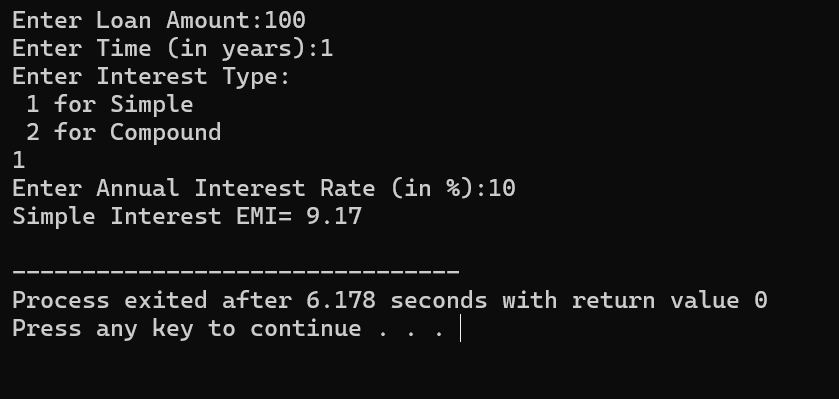 Enter Loan Amount:100
Enter Time (in years):1
Enter Interest Type:
 1 for Simple
 2 for Compound
1
Enter Annual Interest Rate (in %):10
Simple Interest EMI= 9.17

--------------------------------
Process exited after 6.178 seconds with return value 0
Press any key to continue . . .